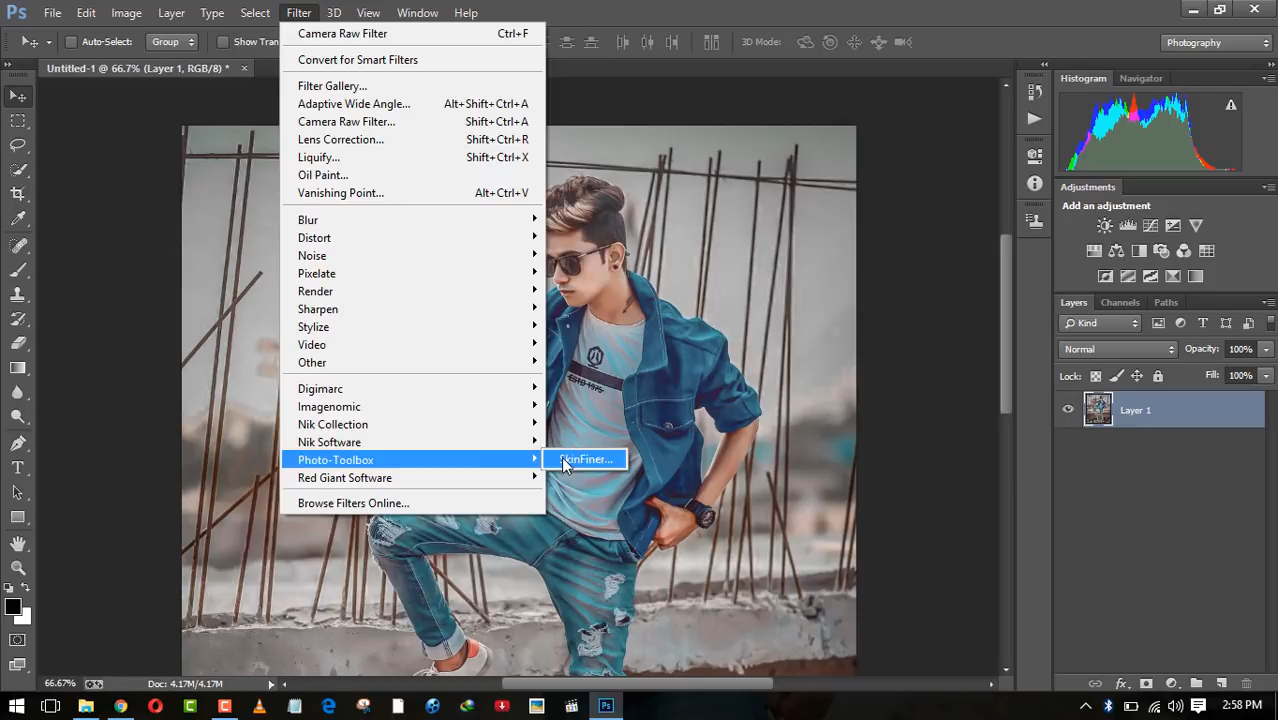 Ps File Edit Image Layer Type Select Filter 3D View Window Help
Auto-Select: Group Show Tran 3D Mode: Photography
Untitled-1 @ 66.7% (Layer 1, RGB/8) * ×
Camera Raw Filter Ctrl+F
Convert for Smart Filters
Filter Gallery...
Adaptive Wide Angle... Alt+Shift+Ctrl+A
Camera Raw Filter... Shift+Ctrl+A
Lens Correction... Shift+Ctrl+R
Liquify... Shift+Ctrl+X
Oil Paint...
Vanishing Point... Alt+Ctrl+V
Blur
Distort
Noise
Pixelate
Render
Sharpen
Stylize
Video
Other
Digimarc
Imagenomic
Nik Collection
Nik Software
Photo-Toolbox SkinFiner...
Red Giant Software
Browse Filters Online...
ESTD 1975
Histogram Navigator
Adjustments
Add an adjustment
Layers Channels Paths
Kind
Normal Opacity: 100%
Lock: Fill: 100%
Layer 1
66.67% Doc: 4.17M/4.17M
Ps 2:58 PM